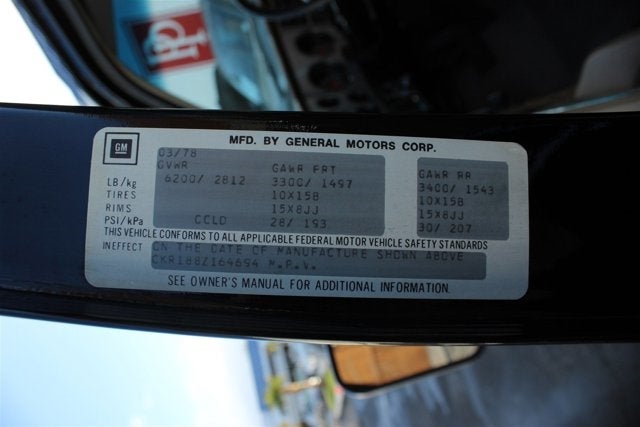 GM
MFD. BY GENERAL MOTORS CORP.
03/78
GVWR GAWR FRT GAWR RR
LB/kg 6200/ 2812 3300/ 1497 3400/ 1543
TIRES 10X15B 10X15B
RIMS 15X8JJ 15X8JJ
PSI/kPa COLD 28/ 193 30/ 207
THIS VEHICLE CONFORMS TO ALL APPLICABLE FEDERAL MOTOR VEHICLE SAFETY STANDARDS
IN EFFECT ON THE DATE OF MANUFACTURE SHOWN ABOVE
CKR188Z164694 M.P.V.
SEE OWNER'S MANUAL FOR ADDITIONAL INFORMATION.